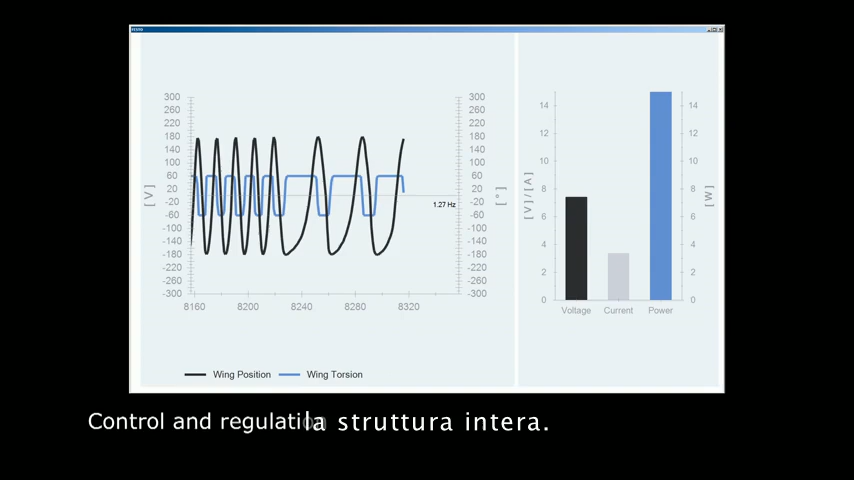 300 300
260 260
220 220
180 180
140 140
100 100
60 60
20 20
-20 -20
-60 -60
-100 -100
-140 -140
-180 -180
-220 -220
-260 -260
-300 -300
[V]
[°]
1.27 Hz
8160 8200 8240 8280 8320
Wing Position Wing Torsion
14 14
12 12
10 10
8 8
6 6
4 4
2 2
0 0
[V]/[A]
[W]
Voltage Current Power
Control and regulation
la struttura intera.